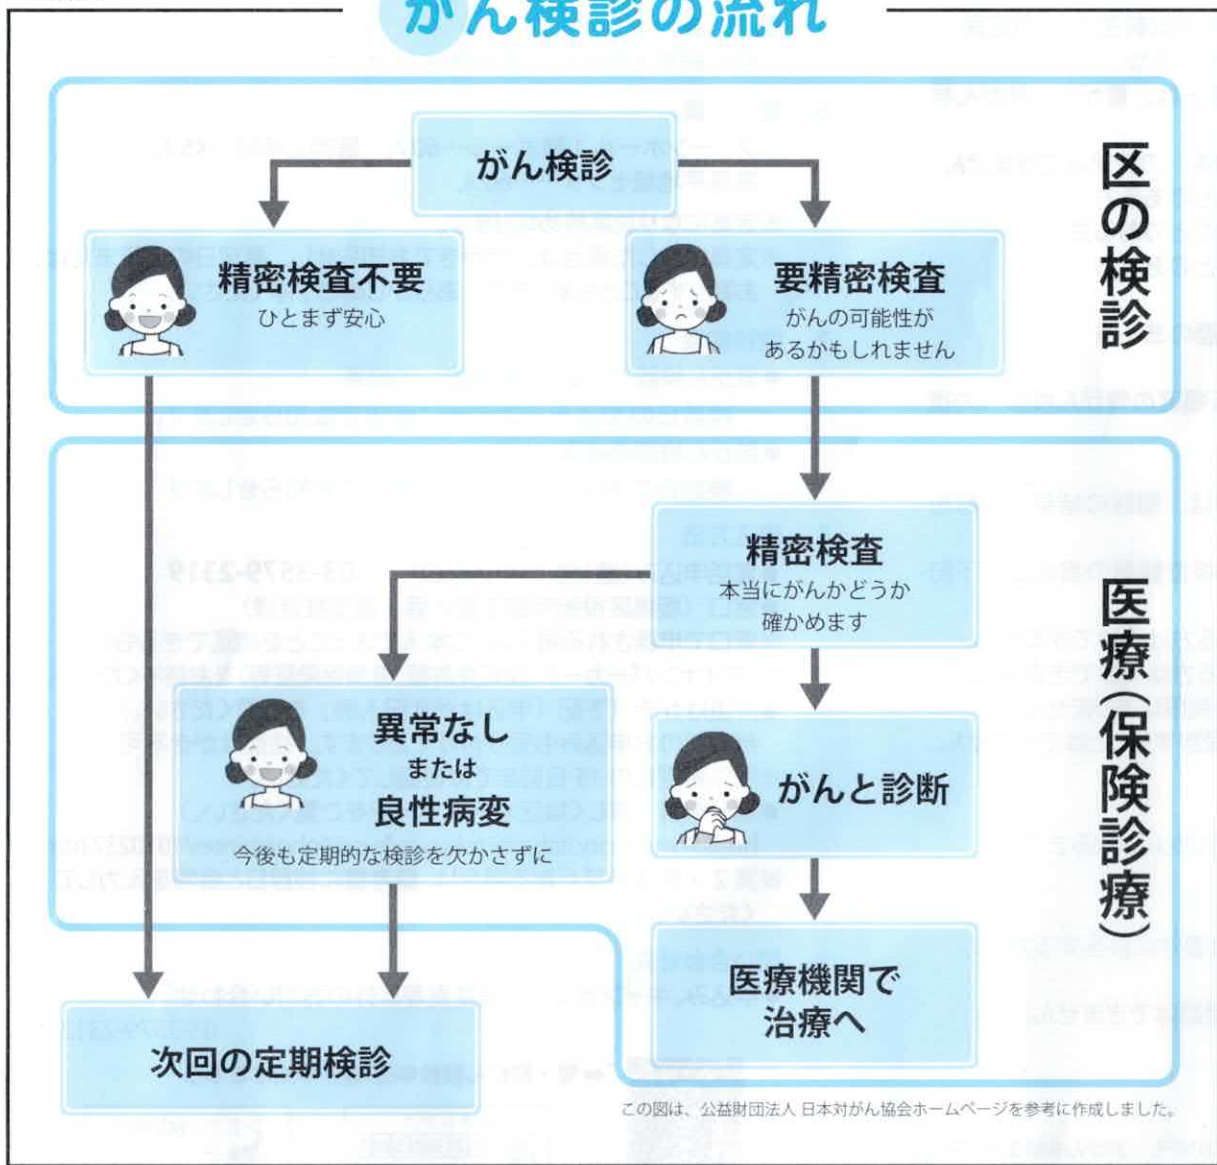 がん検診の流れ
区の検診
がん検診
精密検査不要
ひとまず安心
要精密検査
がんの可能性が
あるかもしれません
医療(保険診療)
精密検査
本当にがんかどうか
確かめます
異常なし
または
良性病変
今後も定期的な検診を欠かさずに
がんと診断
医療機関で
治療へ
次回の定期検診
この図は、公益財団法人 日本対がん協会ホームページを参考に作成しました。